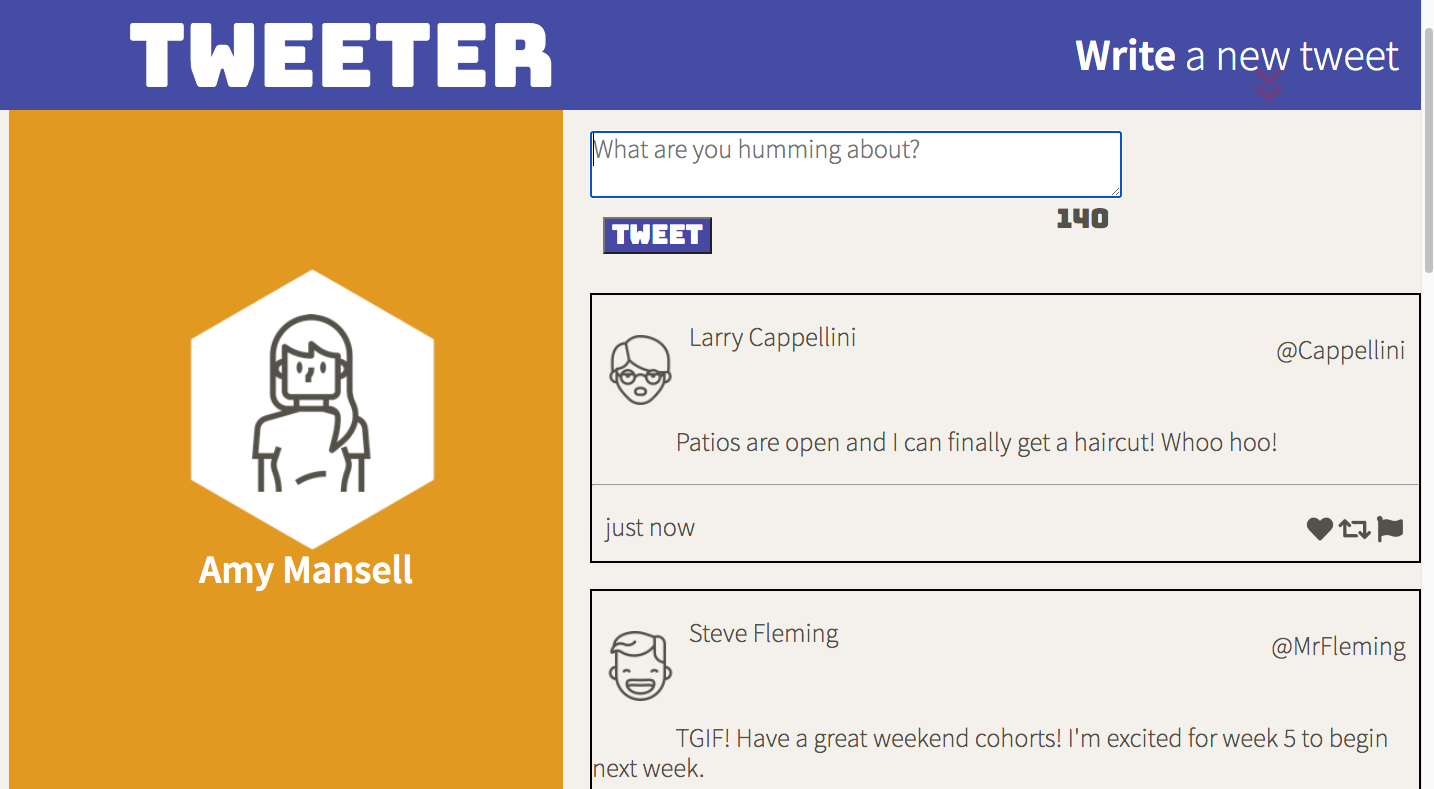 TWEETER
Write a new tweet
What are you humming about?
TWEET
140
Amy Mansell
Larry Cappellini
@Cappellini
Patios are open and I can finally get a haircut! Whoo hoo!
just now
Steve Fleming
@MrFleming
TGIF! Have a great weekend cohorts! I'm excited for week 5 to begin
next week.